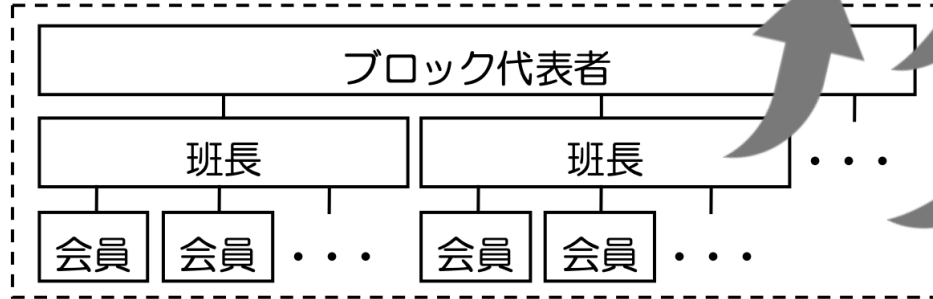 ブロック代表者
班長 班長 ・・・
会員 会員 ・・・ 会員 会員 ・・・